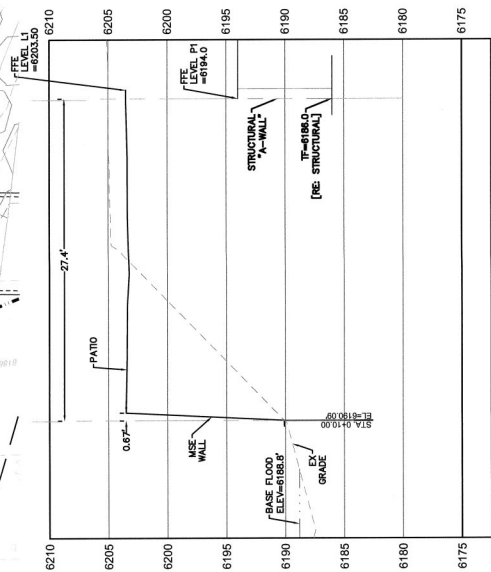 6210
6205
6200
6195
6190
6185
6180
6175
FFE
LEVEL L1
=6203.50
FFE
LEVEL P1
=6194.0
27.4'
STRUCTURAL
"A-WALL"
TF=6186.0
[RE: STRUCTURAL]
PATIO
0.67'
MSE
WALL
STA. 0+10.00
EL=6190.09'
BASE FLOOD
ELEV=6188.8'
EX
GRADE
6210
6205
6200
6195
6190
6185
6180
6175